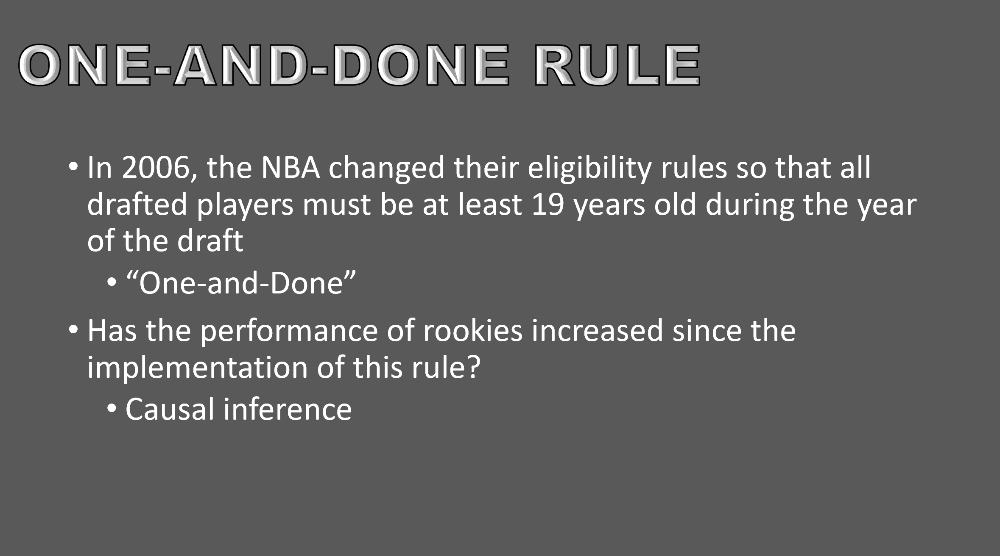 ONE-AND-DONE RULE
• In 2006, the NBA changed their eligibility rules so that all
drafted players must be at least 19 years old during the year
of the draft
• “One-and-Done”
• Has the performance of rookies increased since the
implementation of this rule?
• Causal inference